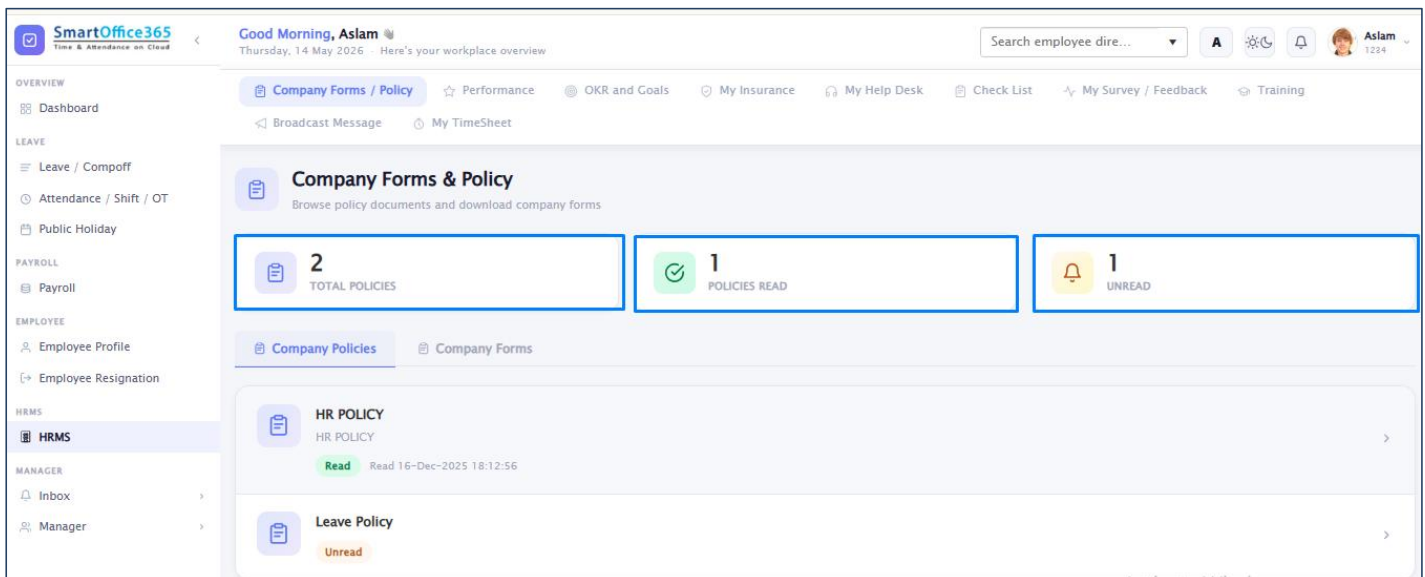 SmartOffice365
Time & Attendance on Cloud
Good Morning, Aslam
Thursday, 14 May 2026 · Here's your workplace overview
Search employee dire...
A
Aslam
1234
OVERVIEW
Dashboard
LEAVE
Leave / Compoff
Attendance / Shift / OT
Public Holiday
PAYROLL
Payroll
EMPLOYEE
Employee Profile
Employee Resignation
HRMS
HRMS
MANAGER
Inbox
Manager
Company Forms / Policy
Performance
OKR and Goals
My Insurance
My Help Desk
Check List
My Survey / Feedback
Training
Broadcast Message
My TimeSheet
Company Forms & Policy
Browse policy documents and download company forms
2
TOTAL POLICIES
1
POLICIES READ
1
UNREAD
Company Policies
Company Forms
HR POLICY
HR POLICY
Read Read 16-Dec-2025 18:12:56
Leave Policy
Unread